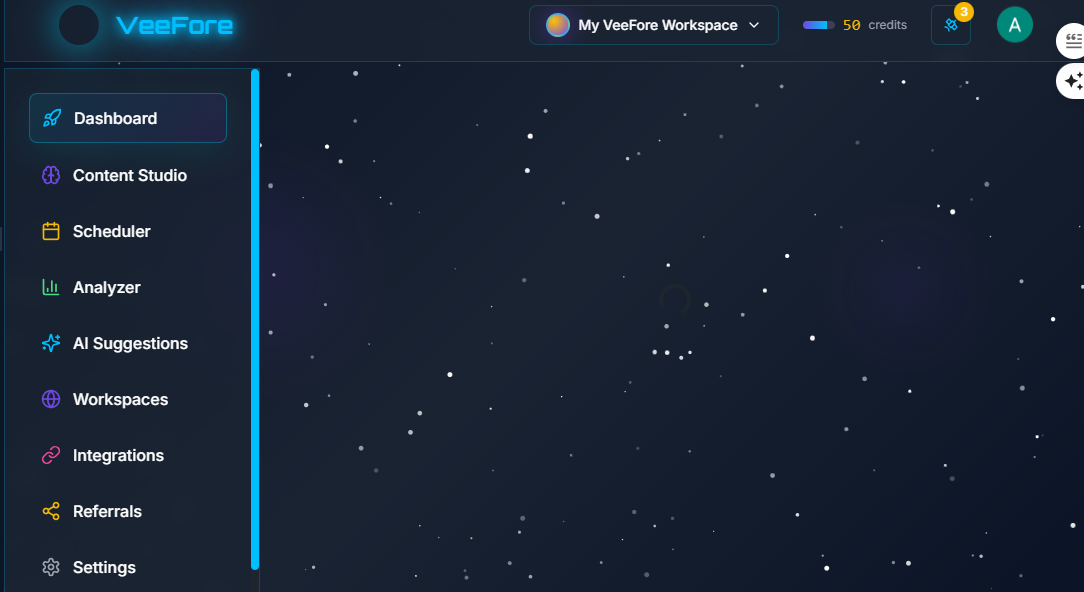 VeeFore
My VeeFore Workspace
50 credits
3
A
Dashboard
Content Studio
Scheduler
Analyzer
AI Suggestions
Workspaces
Integrations
Referrals
Settings